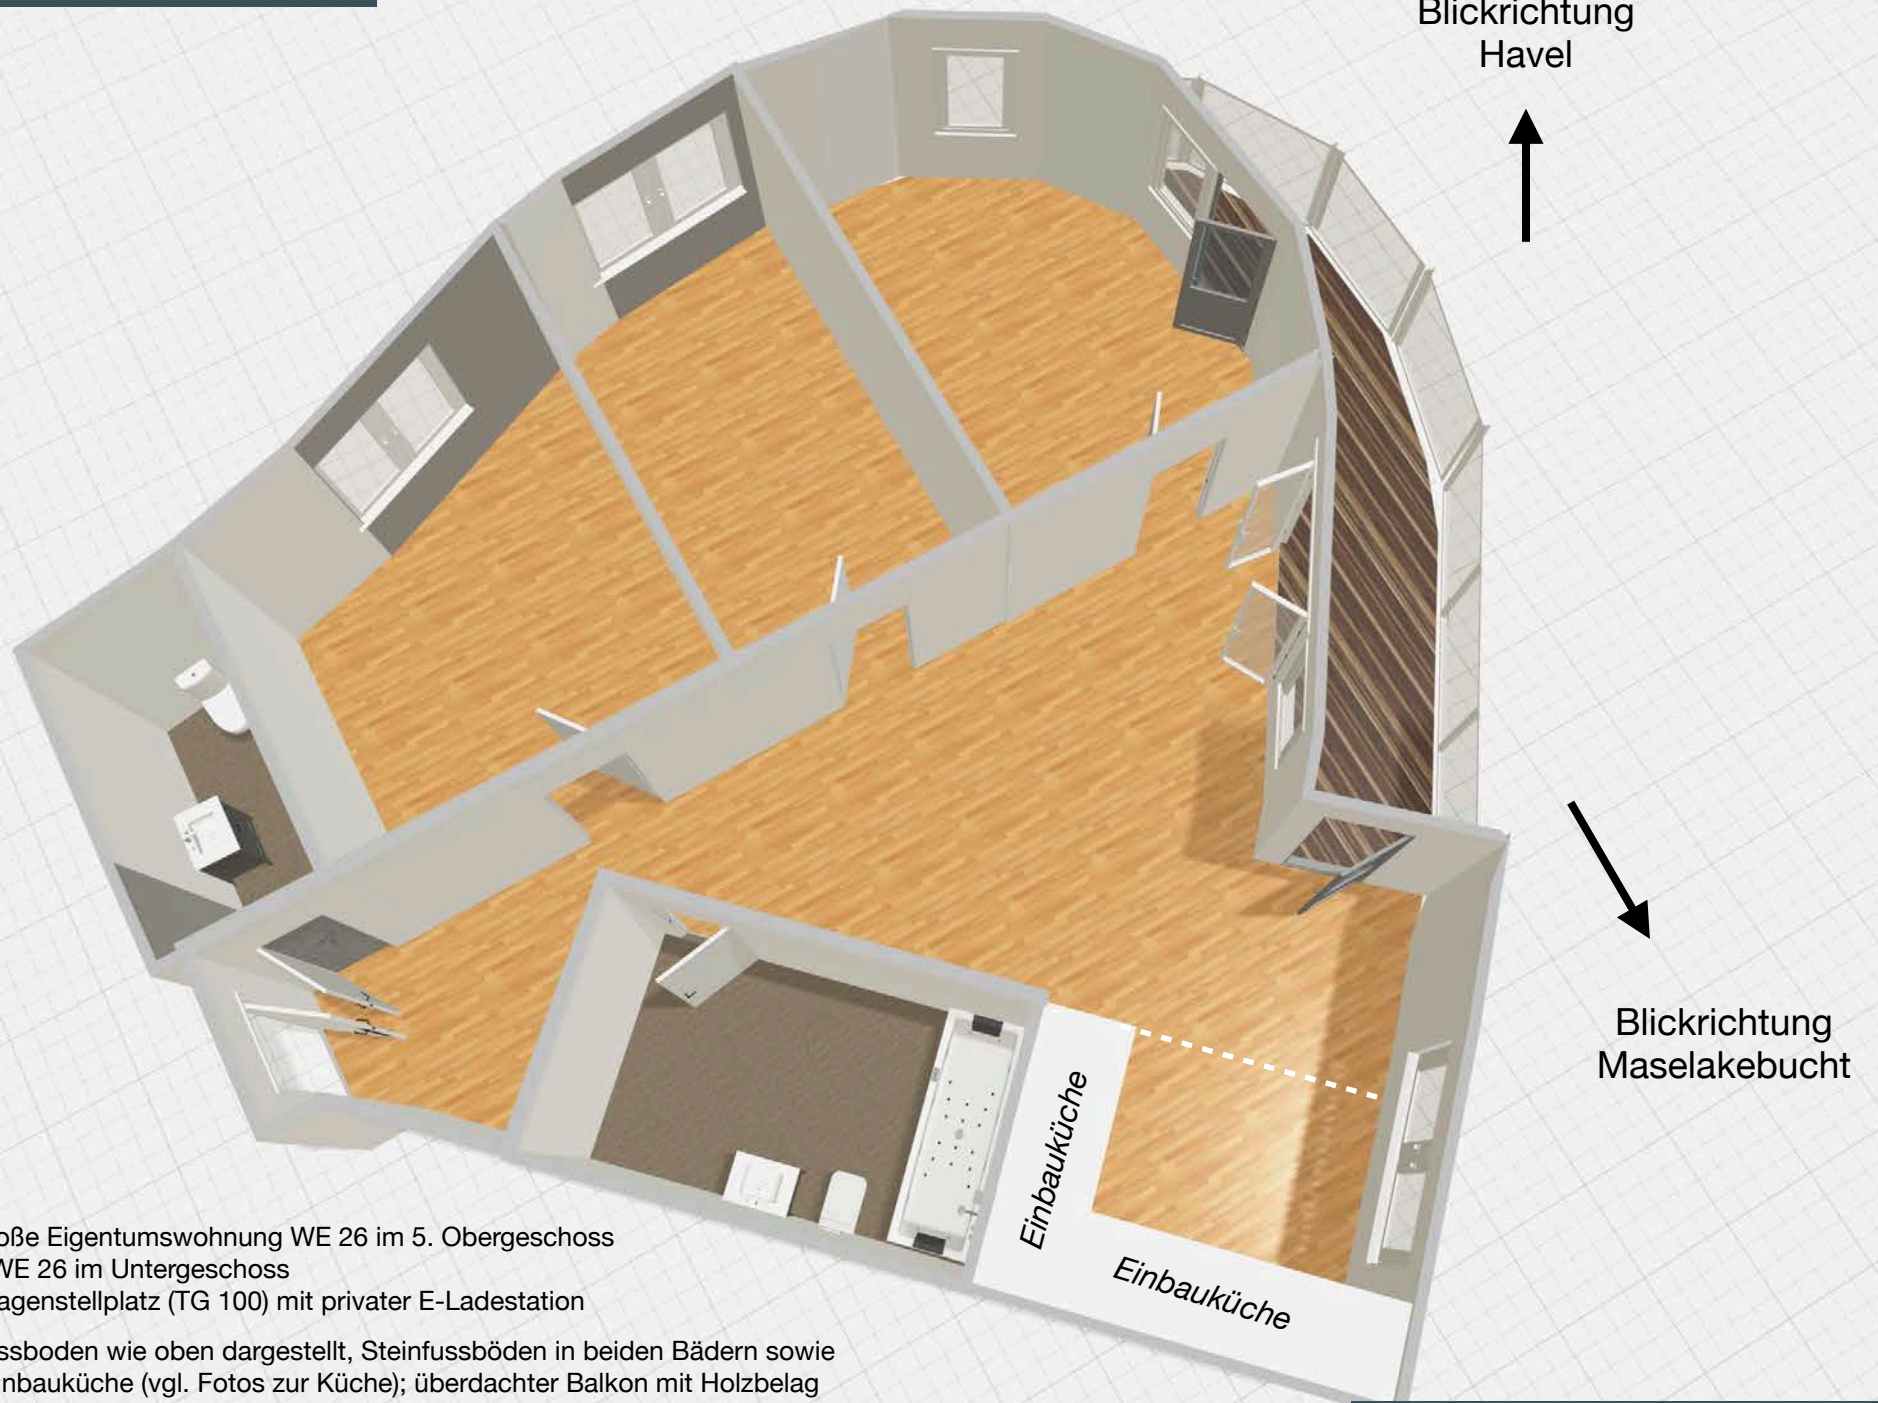 Blickrichtung
Havel
Blickrichtung
Maselakebucht
Einbauküche
Einbauküche
oße Eigentumswohnung WE 26 im 5. Obergeschoss
WE 26 im Untergeschoss
agenstellplatz (TG 100) mit privater E-Ladestation
ssboden wie oben dargestellt, Steinfussböden in beiden Bädern sowie
nbauküche (vgl. Fotos zur Küche); überdachter Balkon mit Holzbelag